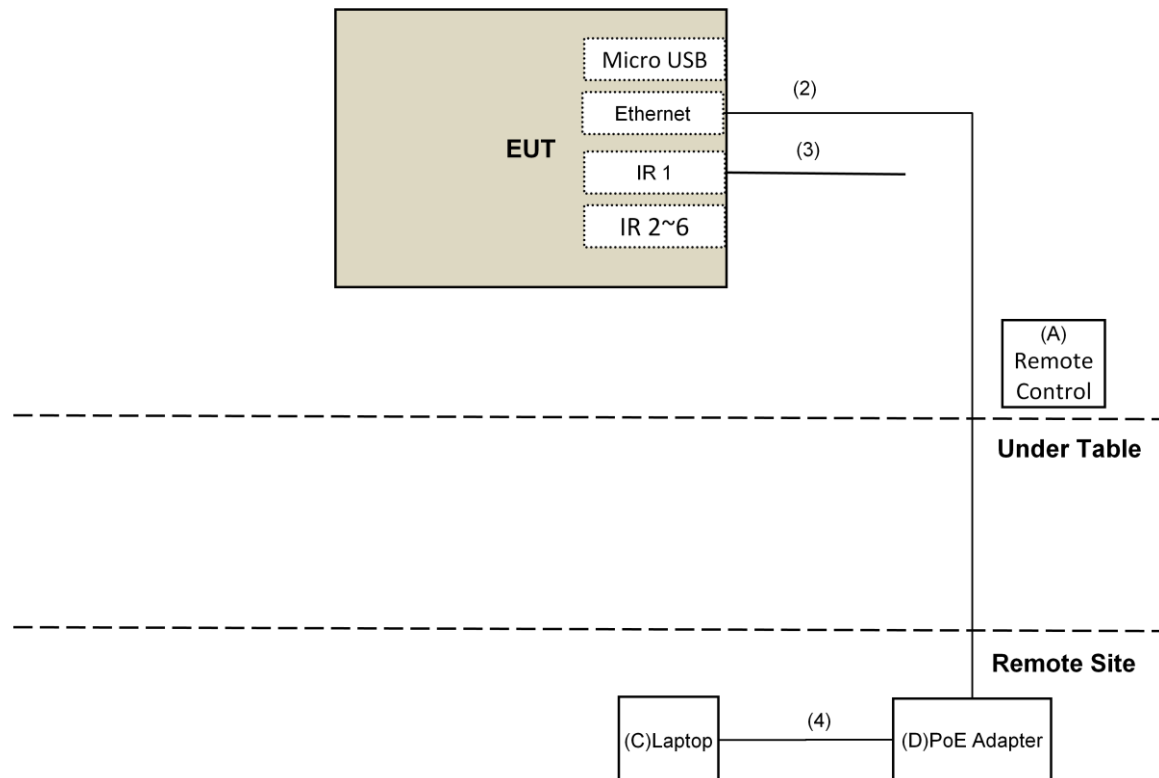 Micro USB
(2)
Ethernet
EUT
(3)
IR 1
IR 2~6
(A)
Remote
Control
Under Table
Remote Site
(C)Laptop
(4)
(D)PoE Adapter